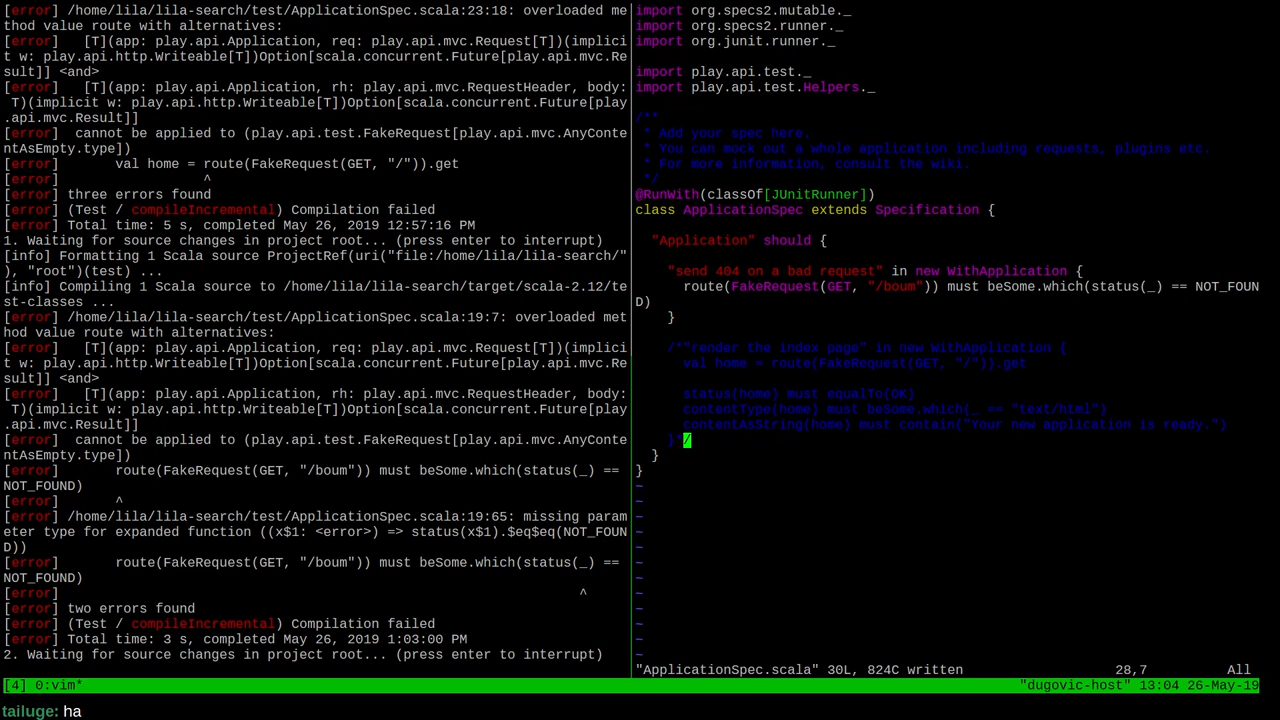 [error] /home/lila/lila-search/test/ApplicationSpec.scala:23:18: overloaded me
thod value route with alternatives:
[error]   [T](app: play.api.Application, req: play.api.mvc.Request[T])(implici
t w: play.api.http.Writeable[T])Option[scala.concurrent.Future[play.api.mvc.Re
sult]] <and>
[error]   [T](app: play.api.Application, rh: play.api.mvc.RequestHeader, body:
 T)(implicit w: play.api.http.Writeable[T])Option[scala.concurrent.Future[play
.api.mvc.Result]]
[error]  cannot be applied to (play.api.test.FakeRequest[play.api.mvc.AnyConte
ntAsEmpty.type])
[error]       val home = route(FakeRequest(GET, "/")).get
[error]                  ^
[error] three errors found
[error] (Test / compileIncremental) Compilation failed
[error] Total time: 5 s, completed May 26, 2019 12:57:16 PM
1. Waiting for source changes in project root... (press enter to interrupt)
[info] Formatting 1 Scala source ProjectRef(uri("file:/home/lila/lila-search/"
), "root")(test) ...
[info] Compiling 1 Scala source to /home/lila/lila-search/target/scala-2.12/te
st-classes ...
[error] /home/lila/lila-search/test/ApplicationSpec.scala:19:7: overloaded met
hod value route with alternatives:
[error]   [T](app: play.api.Application, req: play.api.mvc.Request[T])(implici
t w: play.api.http.Writeable[T])Option[scala.concurrent.Future[play.api.mvc.Re
sult]] <and>
[error]   [T](app: play.api.Application, rh: play.api.mvc.RequestHeader, body:
 T)(implicit w: play.api.http.Writeable[T])Option[scala.concurrent.Future[play
.api.mvc.Result]]
[error]  cannot be applied to (play.api.test.FakeRequest[play.api.mvc.AnyConte
ntAsEmpty.type])
[error]       route(FakeRequest(GET, "/boum")) must beSome.which(status(_) ==
NOT_FOUND)
[error]       ^
[error] /home/lila/lila-search/test/ApplicationSpec.scala:19:65: missing param
eter type for expanded function ((x$1: <error>) => status(x$1).$eq$eq(NOT_FOUN
D))
[error]       route(FakeRequest(GET, "/boum")) must beSome.which(status(_) ==
NOT_FOUND)
[error]                                                                 ^
[error] two errors found
[error] (Test / compileIncremental) Compilation failed
[error] Total time: 3 s, completed May 26, 2019 1:03:00 PM
2. Waiting for source changes in project root... (press enter to interrupt)
import org.specs2.mutable._
import org.specs2.runner._
import org.junit.runner._
import play.api.test._
import play.api.test.Helpers._
/**
 * Add your spec here.
 * You can mock out a whole application including requests, plugins etc.
 * For more information, consult the wiki.
 */
@RunWith(classOf[JUnitRunner])
class ApplicationSpec extends Specification {
  "Application" should {
    "send 404 on a bad request" in new WithApplication {
      route(FakeRequest(GET, "/boum")) must beSome.which(status(_) == NOT_FOUN
D)
    }
    /*"render the index page" in new WithApplication {
      val home = route(FakeRequest(GET, "/")).get
      status(home) must equalTo(OK)
      contentType(home) must beSome.which(_ == "text/html")
      contentAsString(home) must contain("Your new application is ready.")
    }*/
  }
}
~
~
~
~
~
~
~
~
~
~
~
~
"ApplicationSpec.scala" 30L, 824C written                   28,7          All
[4] 0:vim*                                      "dugovic-host" 13:04 26-May-19
tailuge: ha